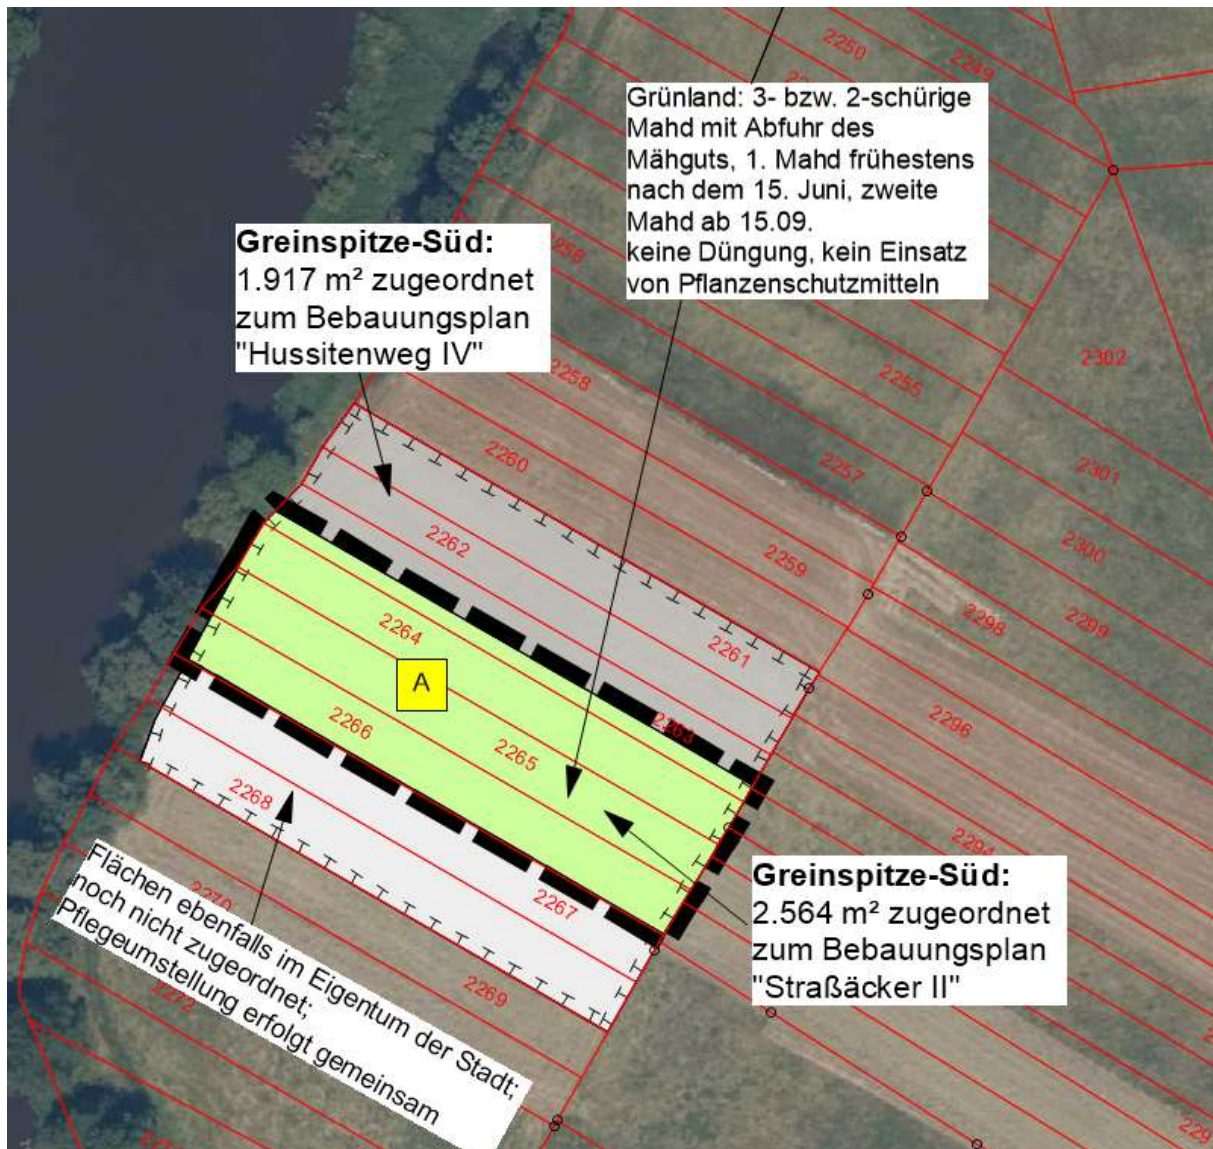 2250
2249
Grünland: 3- bzw. 2-schürige
Mahd mit Abfuhr des
Mähguts, 1. Mahd frühestens
nach dem 15. Juni, zweite
Mahd ab 15.09.
keine Düngung, kein Einsatz
von Pflanzenschutzmitteln
2256
Greinspitze-Süd:
1.917 m² zugeordnet
zum Bebauungsplan
"Hussitenweg IV"
2302
2258
2255
2260
2257
2301
2262
2259
2300
2264
2261
2298
2299
A
2266
2265
2263
2296
2268
2267
2294
Greinspitze-Süd:
2.564 m² zugeordnet
zum Bebauungsplan
"Straßäcker II"
Flächen ebenfalls im Eigentum der Stadt;
noch nicht zugeordnet;
Pflegeumstellung erfolgt gemeinsam
2270
2269
2272